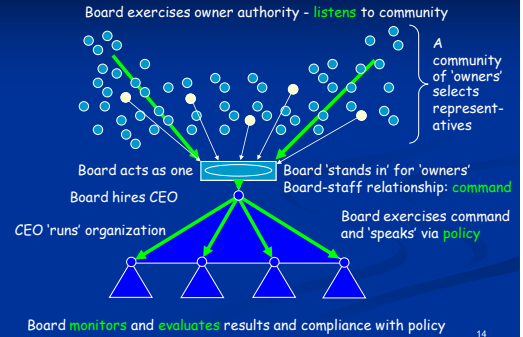 Board exercises owner authority - listens to community
A
community
of ‘owners’
selects
represent-
atives
Board acts as one
Board ‘stands in’ for ‘owners’
Board-staff relationship: command
Board hires CEO
Board exercises command
and ‘speaks’ via policy
CEO ‘runs’ organization
Board monitors and evaluates results and compliance with policy
14